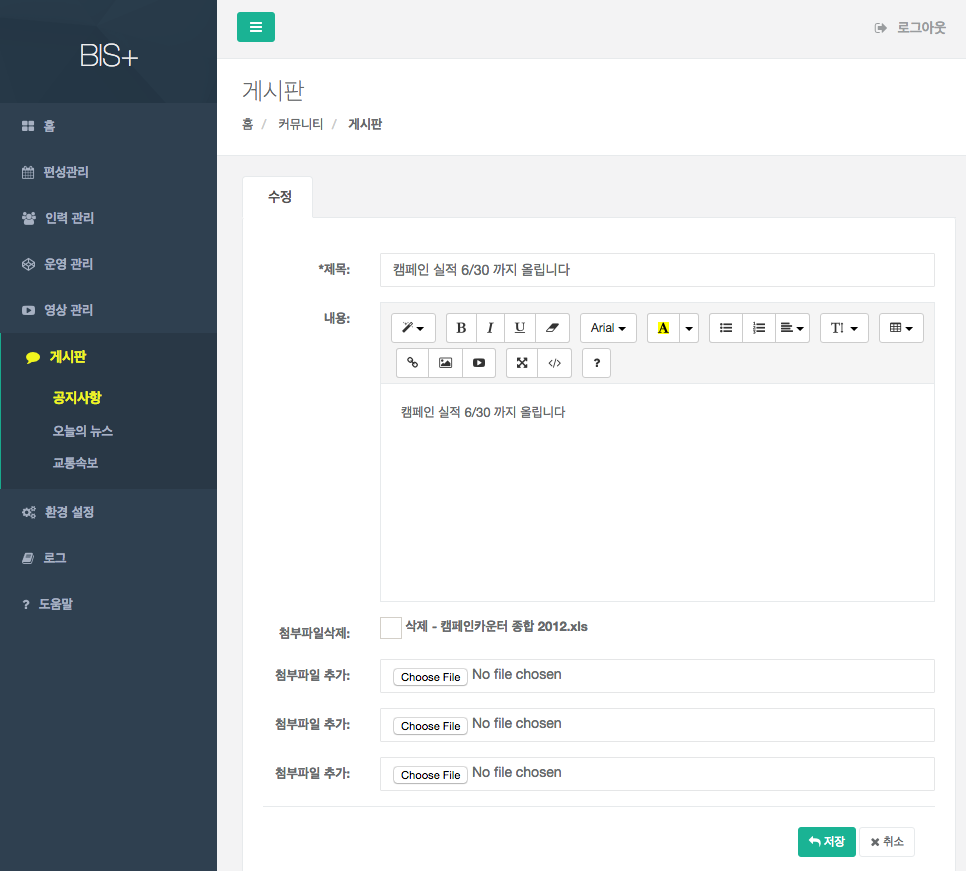 BIS+
홈
편성관리
인력 관리
운영 관리
영상 관리
게시판
공지사항
오늘의 뉴스
교통속보
환경 설정
로그
? 도움말
로그아웃
게시판
홈 / 커뮤니티 / 게시판
수정
*제목: 캠페인 실적 6/30 까지 올립니다
내용:
B I U Arial A T!
</> ?
캠페인 실적 6/30 까지 올립니다
첨부파일삭제: 삭제 - 캠페인카운터 종합 2012.xls
첨부파일 추가: Choose File No file chosen
첨부파일 추가: Choose File No file chosen
첨부파일 추가: Choose File No file chosen
저장 취소